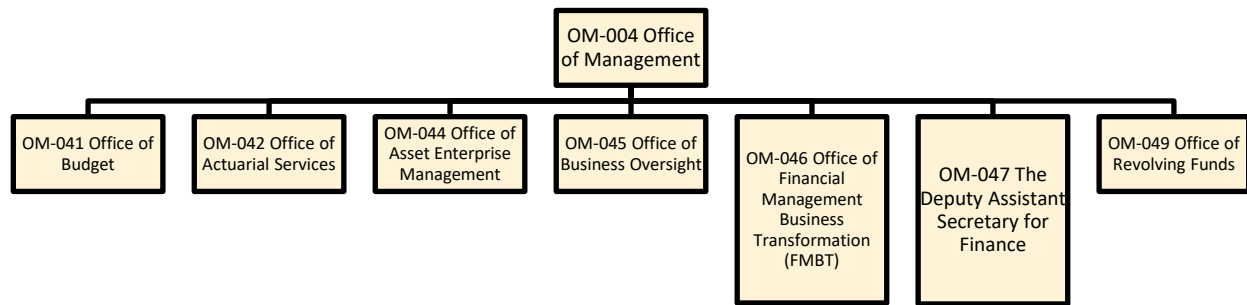 OM-004 Office
of Management
OM-041 Office of
Budget
OM-042 Office of
Actuarial Services
OM-044 Office of
Asset Enterprise
Management
OM-045 Office of
Business Oversight
OM-046 Office of
Financial
Management
Business
Transformation
(FMBT)
OM-047 The
Deputy Assistant
Secretary for
Finance
OM-049 Office of
Revolving Funds